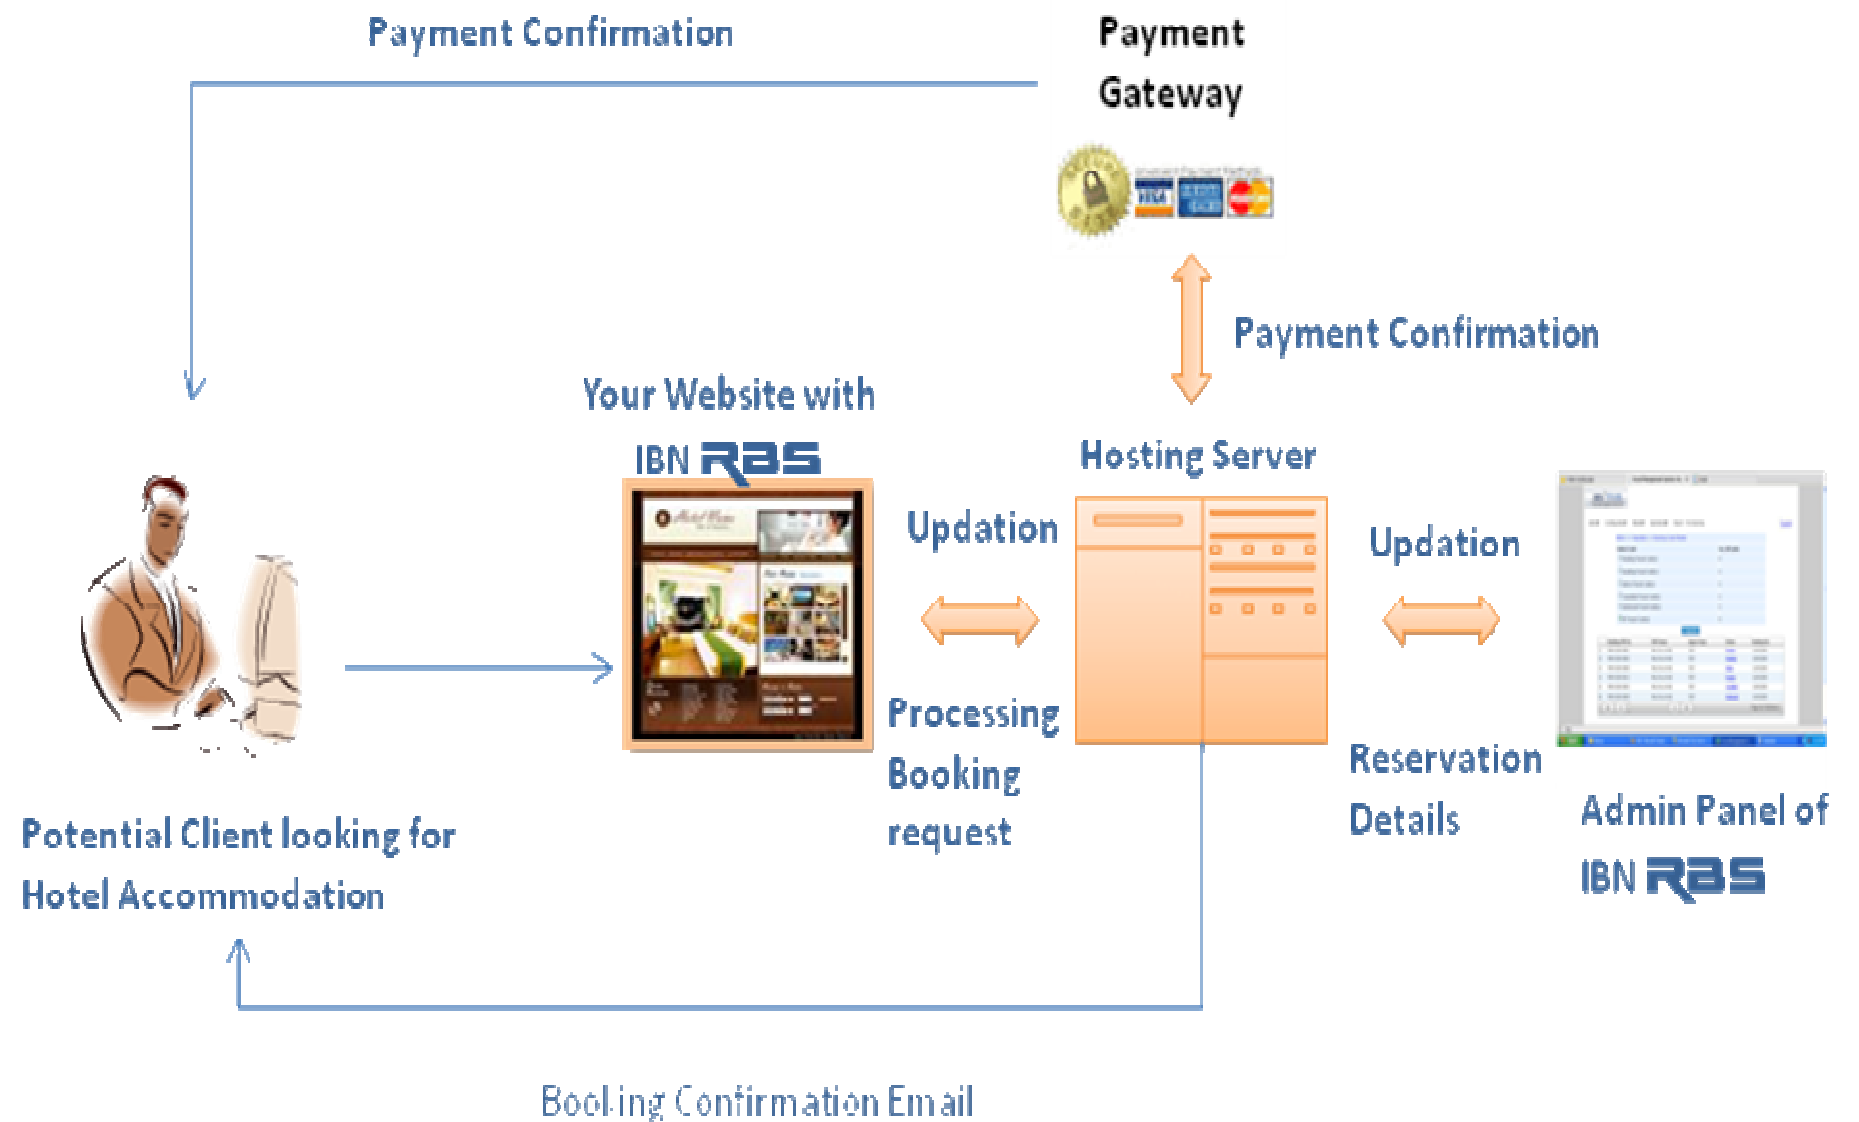 Payment Confirmation
Payment
Gateway
VISA
Payment Confirmation
Your Website with
IBN RBS
Hosting Server
Updation
Updation
Processing
Booking
request
Reservation
Details
Potential Client looking for
Hotel Accommodation
Admin Panel of
IBN RBS
Booking Confirmation Email